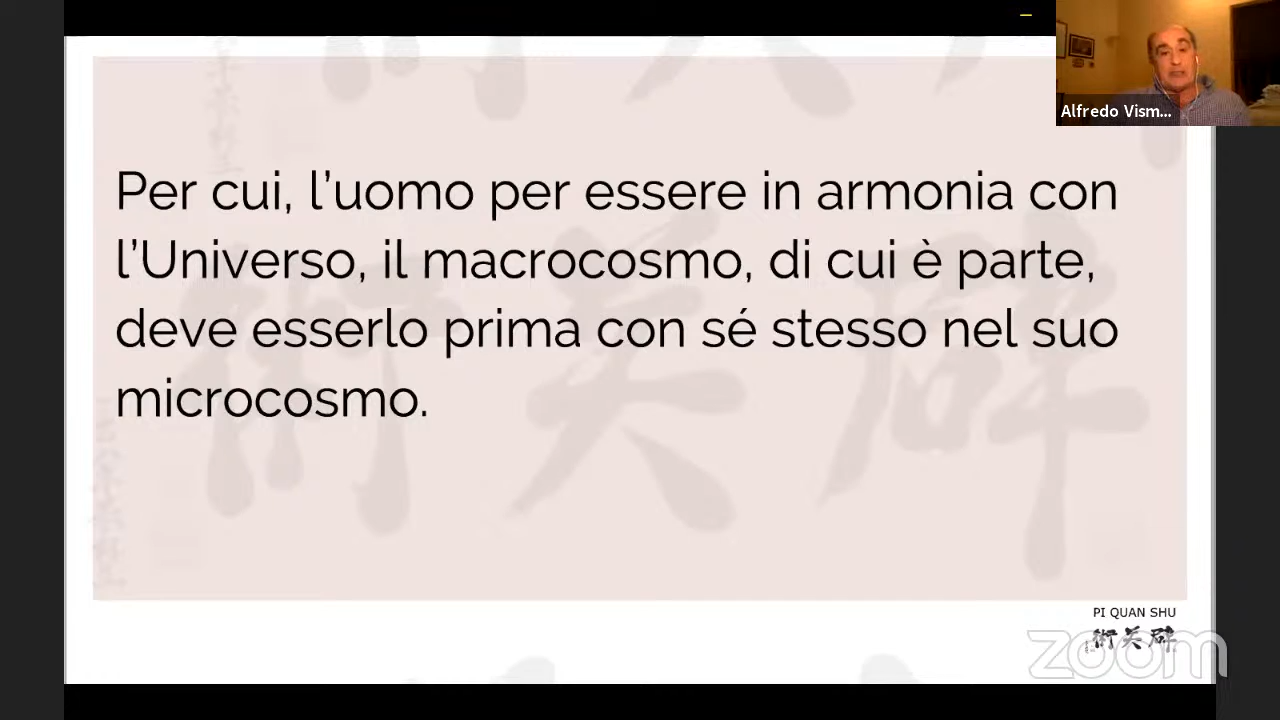 Alfredo Vism...
Per cui, l’uomo per essere in armonia con
l’Universo, il macrocosmo, di cui è parte,
deve esserlo prima con sé stesso nel suo
microcosmo.
PI QUAN SHU
zoom